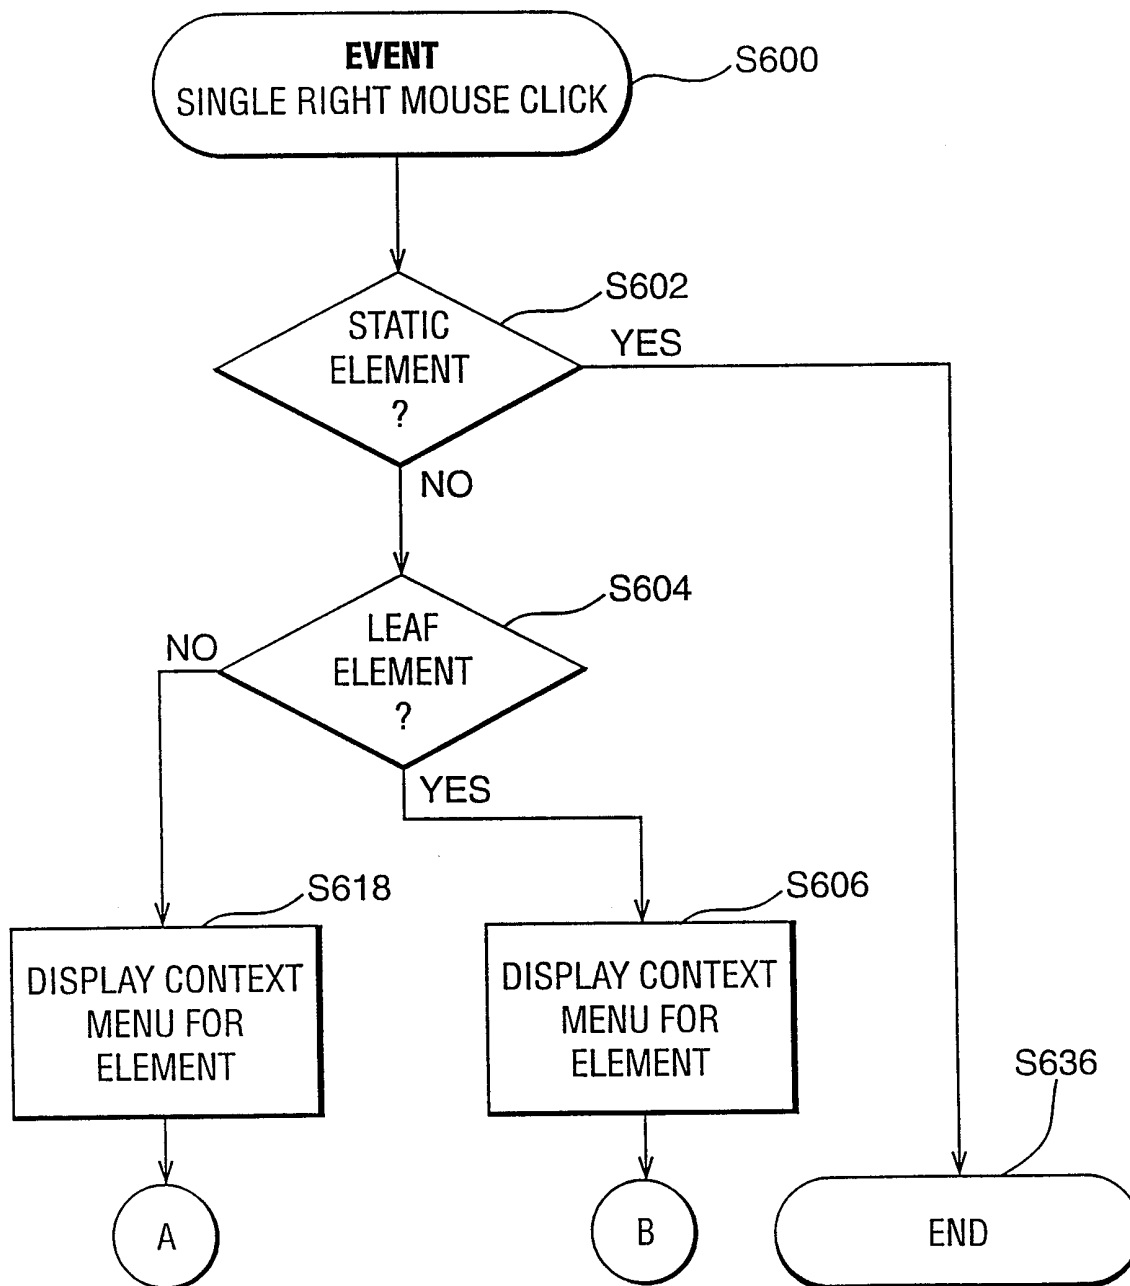 EVENT
SINGLE RIGHT MOUSE CLICK
S600
S602
STATIC
ELEMENT
?
YES
NO
S604
LEAF
ELEMENT
?
NO
YES
S618
DISPLAY CONTEXT
MENU FOR
ELEMENT
S606
DISPLAY CONTEXT
MENU FOR
ELEMENT
S636
A
B
END